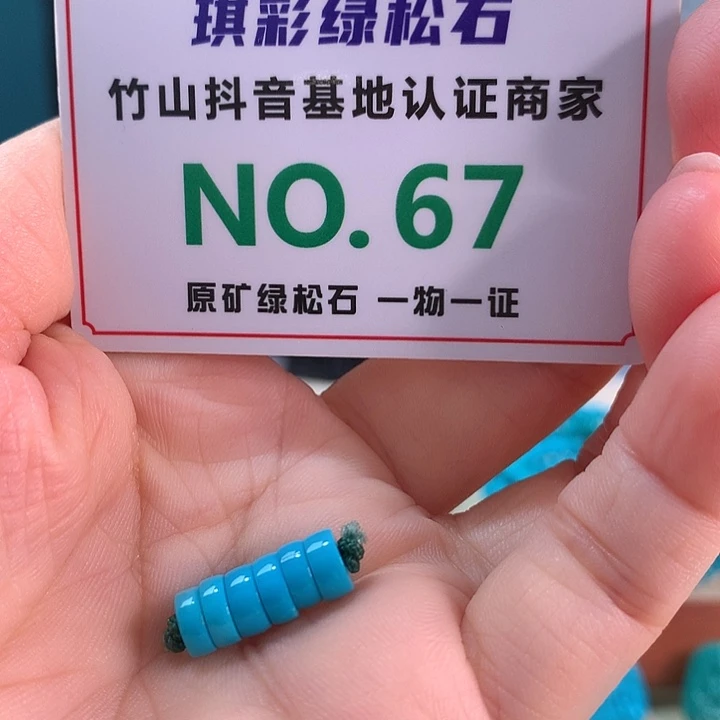 琪彩绿松石
竹山抖音基地认证商家
NO. 67
原矿绿松石 一物一证